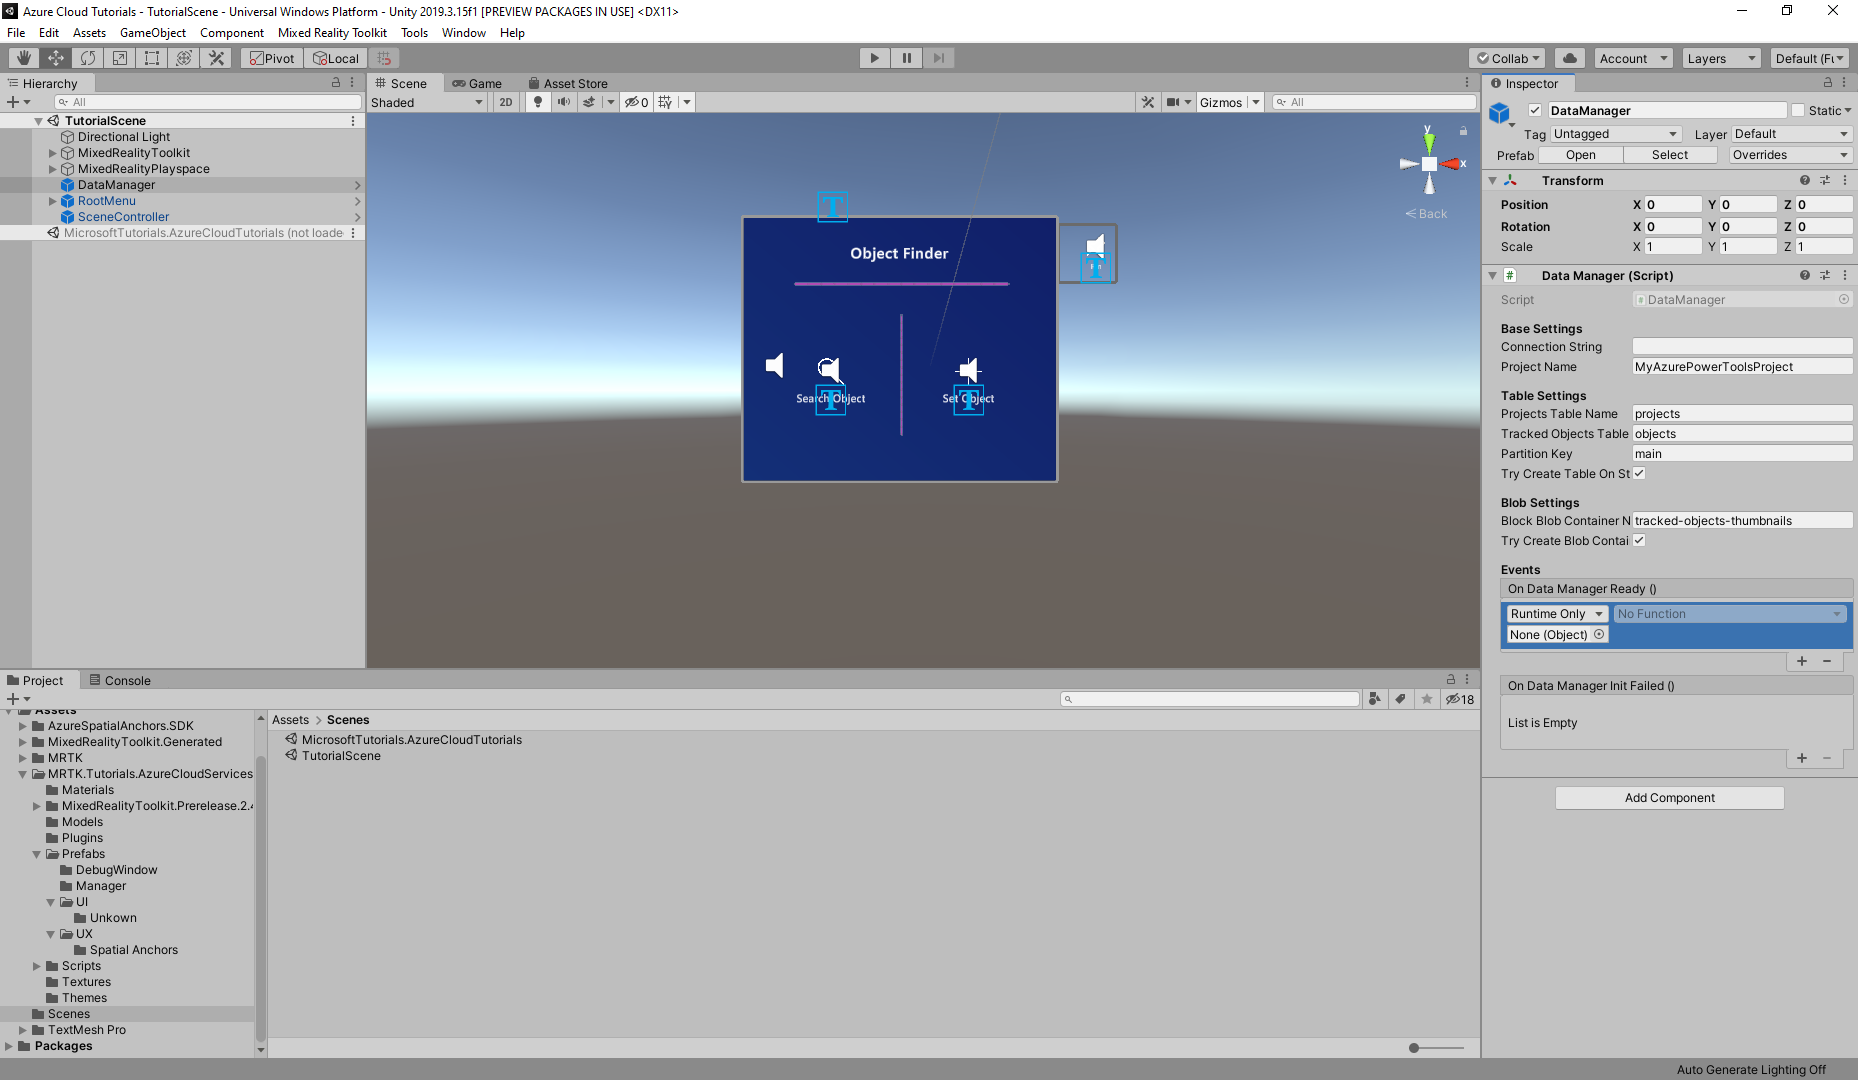 Azure Cloud Tutorials - TutorialScene - Universal Windows Platform - Unity 2019.3.15f1 [PREVIEW PACKAGES IN USE] <DX11>
File Edit Assets GameObject Component Mixed Reality Toolkit Tools Window Help
Pivot Local Collab Account Layers Default (Fu
Hierarchy
All
TutorialScene
Directional Light
MixedRealityToolkit
MixedRealityPlayspace
DataManager
RootMenu
SceneController
MicrosoftTutorials.AzureCloudTutorials (not loade
Scene Game Asset Store
Shaded 2D 0 Gizmos All
y
x
Back
Object Finder
Search Object
Set Object
Inspector
DataManager Static
Tag Untagged Layer Default
Prefab Open Select Overrides
Transform
Position X 0 Y 0 Z 0
Rotation X 0 Y 0 Z 0
Scale X 1 Y 1 Z 1
Data Manager (Script)
Script DataManager
Base Settings
Connection String
Project Name MyAzurePowerToolsProject
Table Settings
Projects Table Name projects
Tracked Objects Table objects
Partition Key main
Try Create Table On St
Blob Settings
Block Blob Container N tracked-objects-thumbnails
Try Create Blob Contai
Events
On Data Manager Ready ()
Runtime Only No Function
None (Object)
On Data Manager Init Failed ()
List is Empty
Add Component
Project Console
18
Assets
AzureSpatialAnchors.SDK
MixedRealityToolkit.Generated
MRTK
MRTK.Tutorials.AzureCloudServices
Materials
MixedRealityToolkit.Prerelease.2.4
Models
Plugins
Prefabs
DebugWindow
Manager
UI
Unkown
UX
Spatial Anchors
Scripts
Textures
Themes
Scenes
TextMesh Pro
Packages
Assets > Scenes
MicrosoftTutorials.AzureCloudTutorials
TutorialScene
Auto Generate Lighting Off